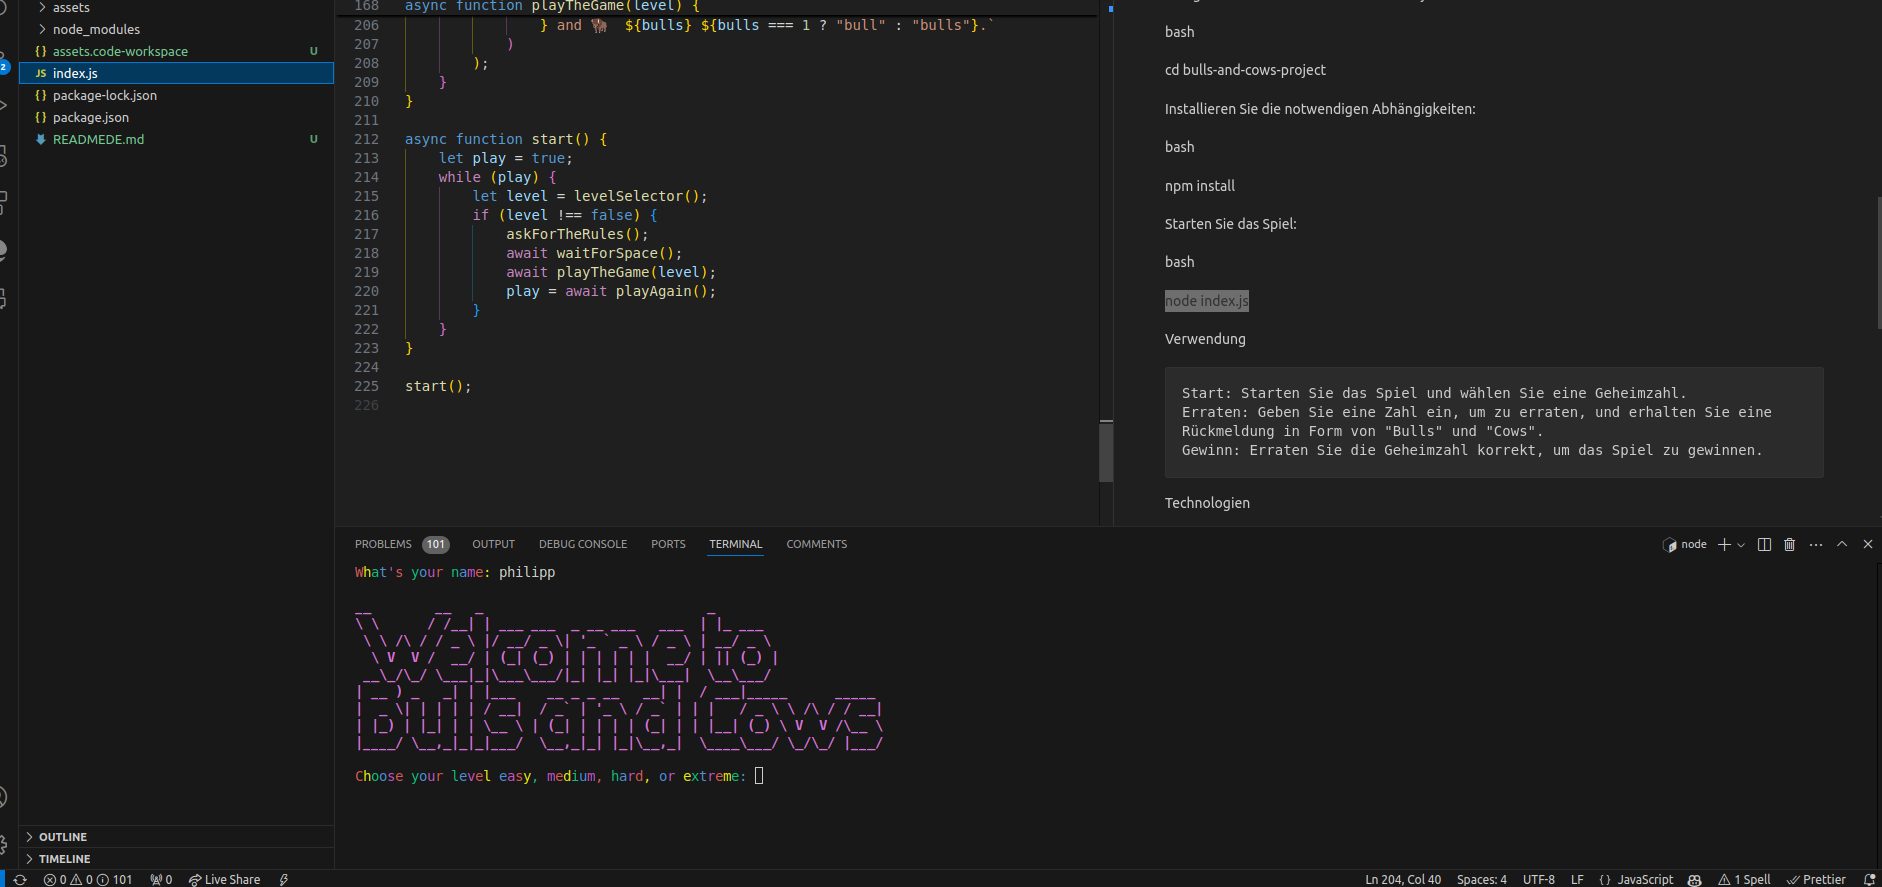 assets
node_modules
{} assets.code-workspace U
JS index.js
{} package-lock.json
{} package.json
READMEDE.md U
2
OUTLINE
TIMELINE
168 async function playTheGame(level) {
206 } and 🐂 ${bulls} ${bulls === 1 ? "bull" : "bulls"}.`
207 )
208 );
209 }
210 }
211
212 async function start() {
213 let play = true;
214 while (play) {
215 let level = levelSelector();
216 if (level !== false) {
217 askForTheRules();
218 await waitForSpace();
219 await playTheGame(level);
220 play = await playAgain();
221 }
222 }
223 }
224
225 start();
226
bash
cd bulls-and-cows-project
Installieren Sie die notwendigen Abhängigkeiten:
bash
npm install
Starten Sie das Spiel:
bash
node index.js
Verwendung
Start: Starten Sie das Spiel und wählen Sie eine Geheimzahl.
Erraten: Geben Sie eine Zahl ein, um zu erraten, und erhalten Sie eine
Rückmeldung in Form von "Bulls" und "Cows".
Gewinn: Erraten Sie die Geheimzahl korrekt, um das Spiel zu gewinnen.
Technologien
PROBLEMS 101 OUTPUT DEBUG CONSOLE PORTS TERMINAL COMMENTS
node
What's your name: philipp
Welcome to
Bulls and Cows
Choose your level easy, medium, hard, or extreme:
0 0 101 0 Live Share
Ln 204, Col 40 Spaces: 4 UTF-8 LF {} JavaScript 1 Spell Prettier